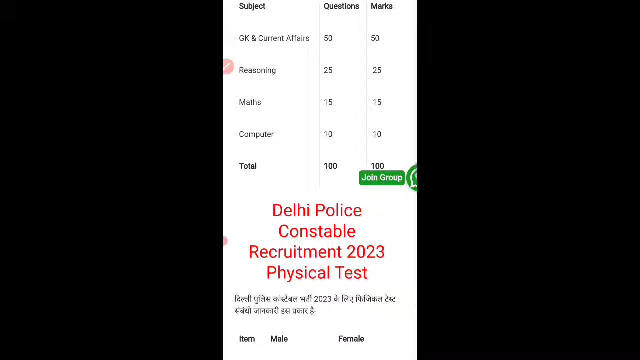 Subject Questions Marks
GK & Current Affairs 50 50
Reasoning 25 25
Maths 15 15
Computer 10 10
Total 100 100
Join Group
Delhi Police
Constable
Recruitment 2023
Physical Test
दिल्ली पुलिस कांस्टेबल भर्ती 2023 के लिए फिजिकल टेस्ट
संबंधी जानकारी इस प्रकार है-
Item Male Female